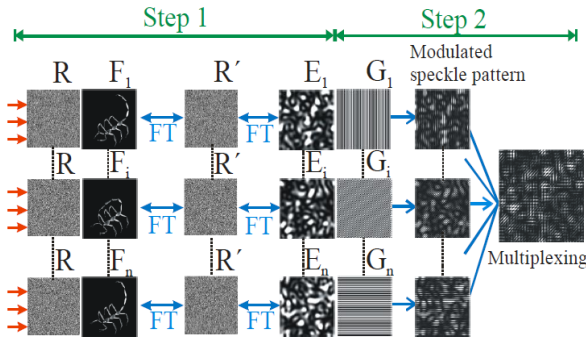 Step 1 Step 2
Modulated
speckle pattern
R F1 R´ E1 G1
FT FT
R Fi R´ Ei Gi
FT FT
Multiplexing
R Fn R´ En Gn
FT FT